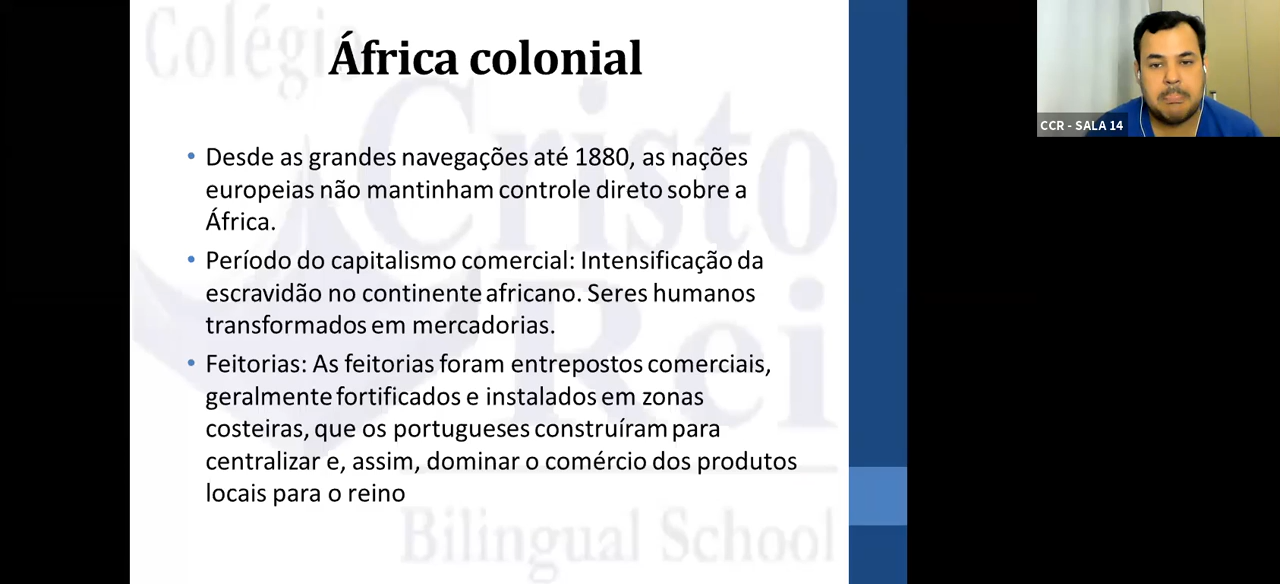 Colégio
África colonial
Cristo
Rei
Bilingual School
• Desde as grandes navegações até 1880, as nações
europeias não mantinham controle direto sobre a
África.
• Período do capitalismo comercial: Intensificação da
escravidão no continente africano. Seres humanos
transformados em mercadorias.
• Feitorias: As feitorias foram entrepostos comerciais,
geralmente fortificados e instalados em zonas
costeiras, que os portugueses construíram para
centralizar e, assim, dominar o comércio dos produtos
locais para o reino
CCR - SALA 14